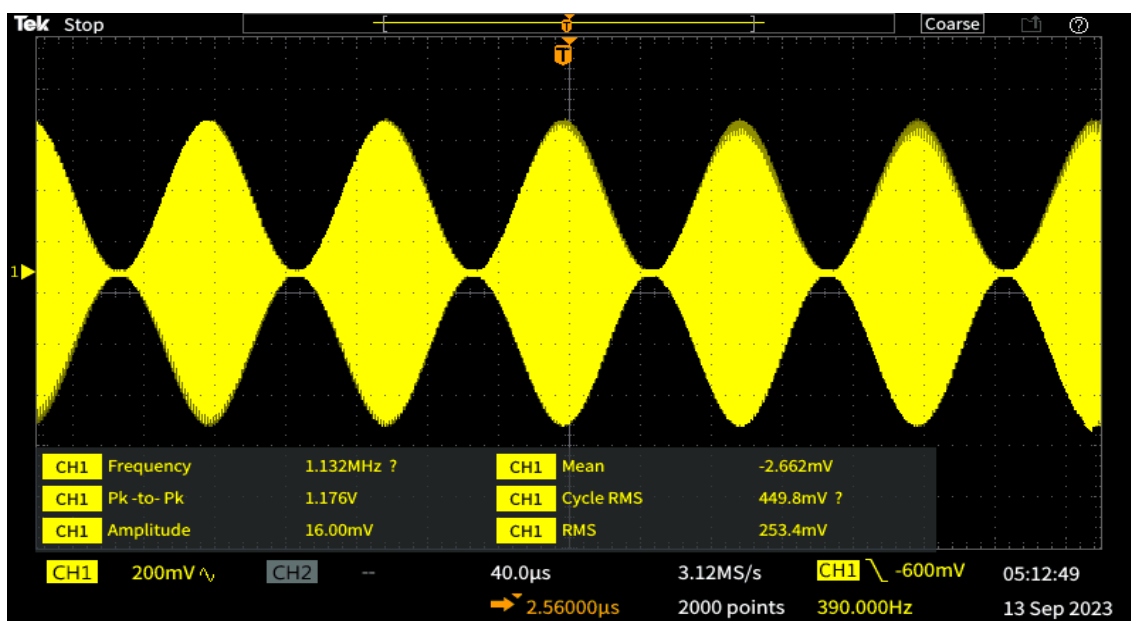 Tek Stop Coarse ?
T
T
1
CH1 Frequency 1.132MHz ? CH1 Mean -2.662mV
CH1 Pk-to-Pk 1.176V CH1 Cycle RMS 449.8mV ?
CH1 Amplitude 16.00mV CH1 RMS 253.4mV
CH1 200mV CH2 -- 40.0µs 3.12MS/s CH1 -600mV 05:12:49
2.56000µs 2000 points 390.000Hz 13 Sep 2023